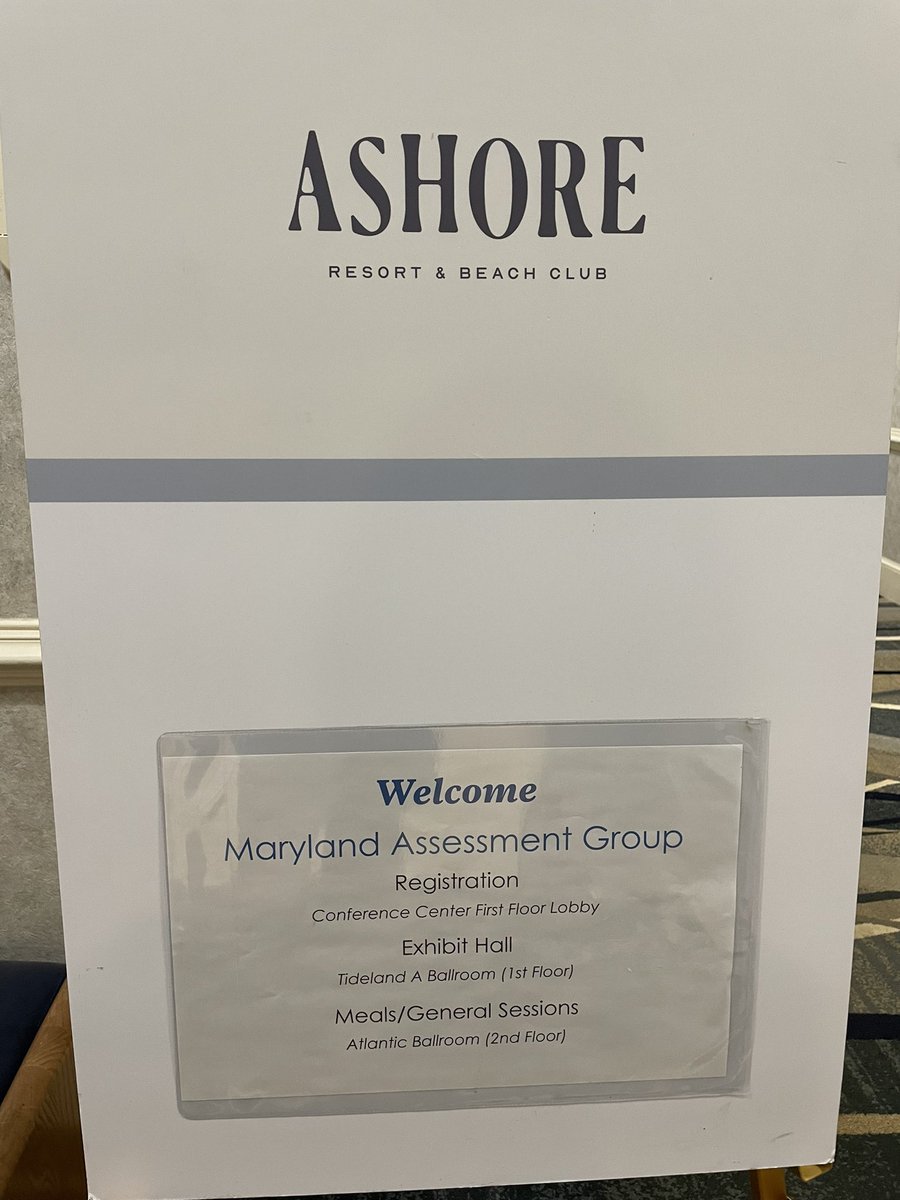 ASHORE
RESORT & BEACH CLUB
Welcome
Maryland Assessment Group
Registration
Conference Center First Floor Lobby
Exhibit Hall
Tideland A Ballroom (1st Floor)
Meals/General Sessions
Atlantic Ballroom (2nd Floor)